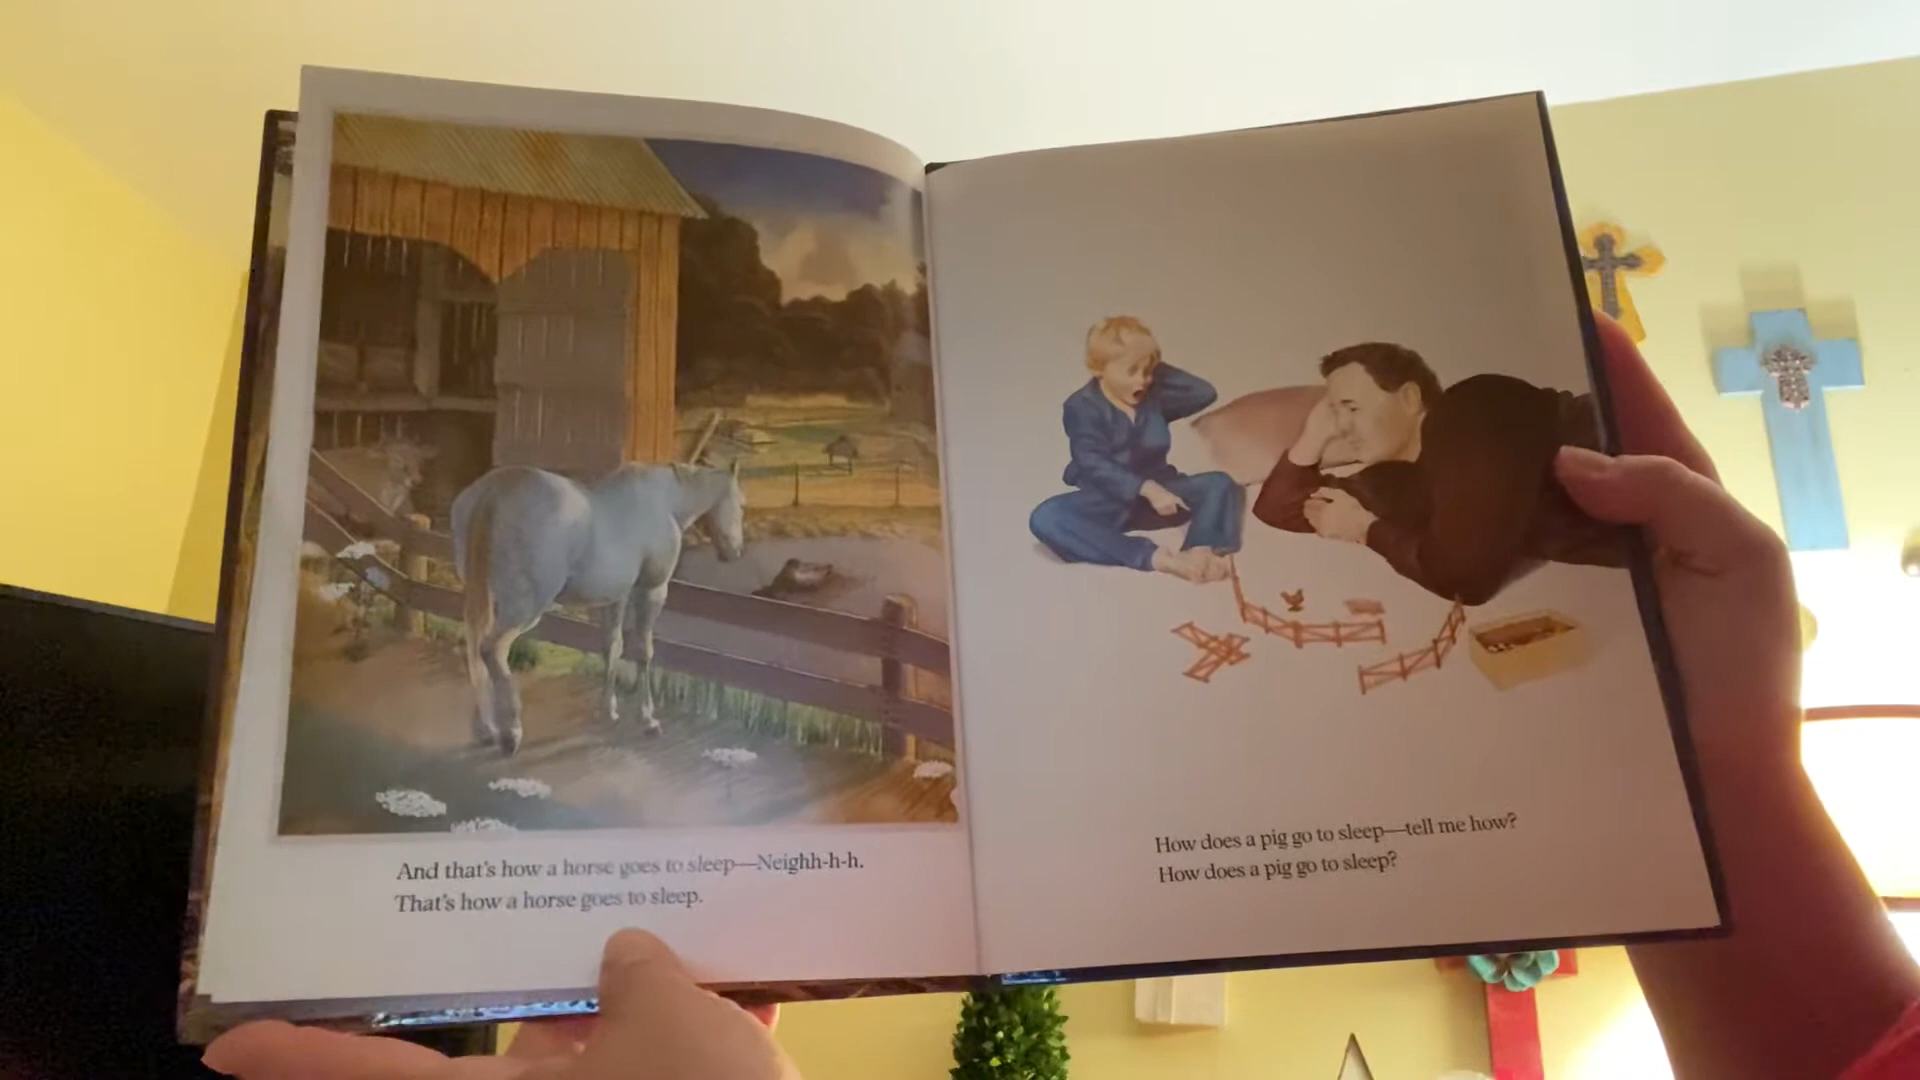 And that's how a horse goes to sleep—Neighh-h-h.
That's how a horse goes to sleep.
How does a pig go to sleep—tell me how?
How does a pig go to sleep?